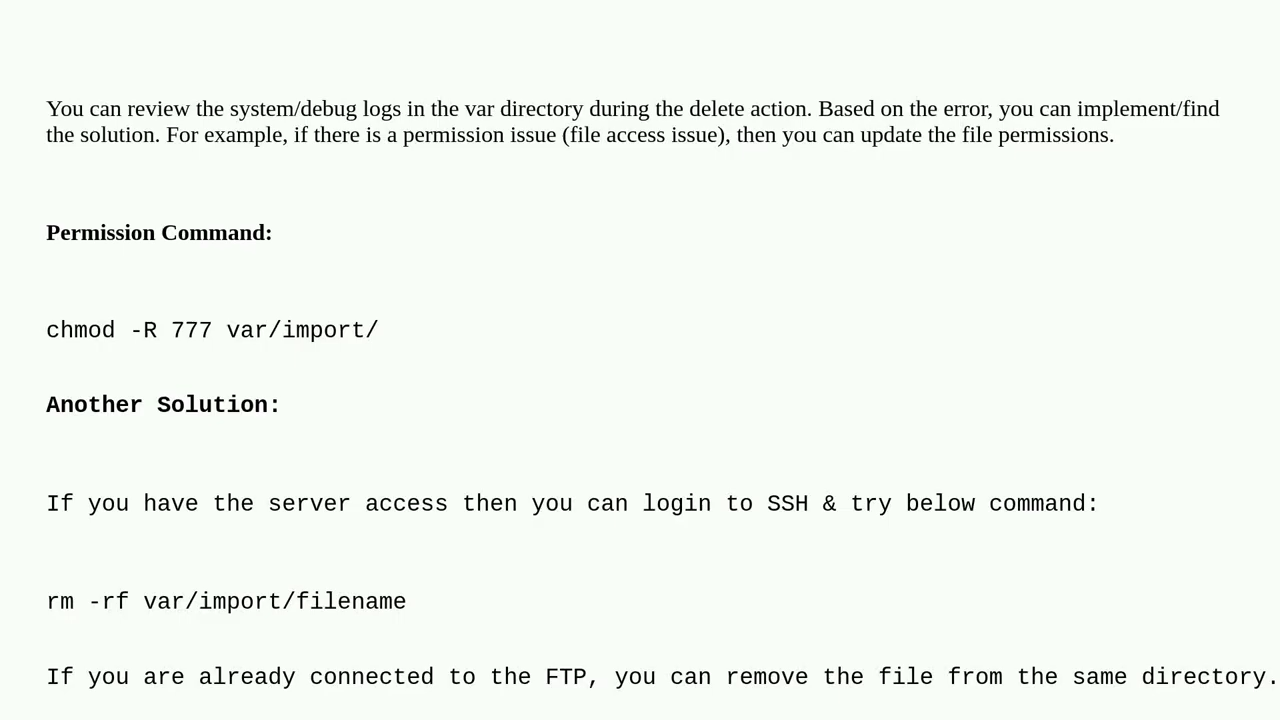 You can review the system/debug logs in the var directory during the delete action. Based on the error, you can implement/find
the solution. For example, if there is a permission issue (file access issue), then you can update the file permissions.
Permission Command:
chmod -R 777 var/import/
Another Solution:
If you have the server access then you can login to SSH & try below command:
rm -rf var/import/filename
If you are already connected to the FTP, you can remove the file from the same directory.